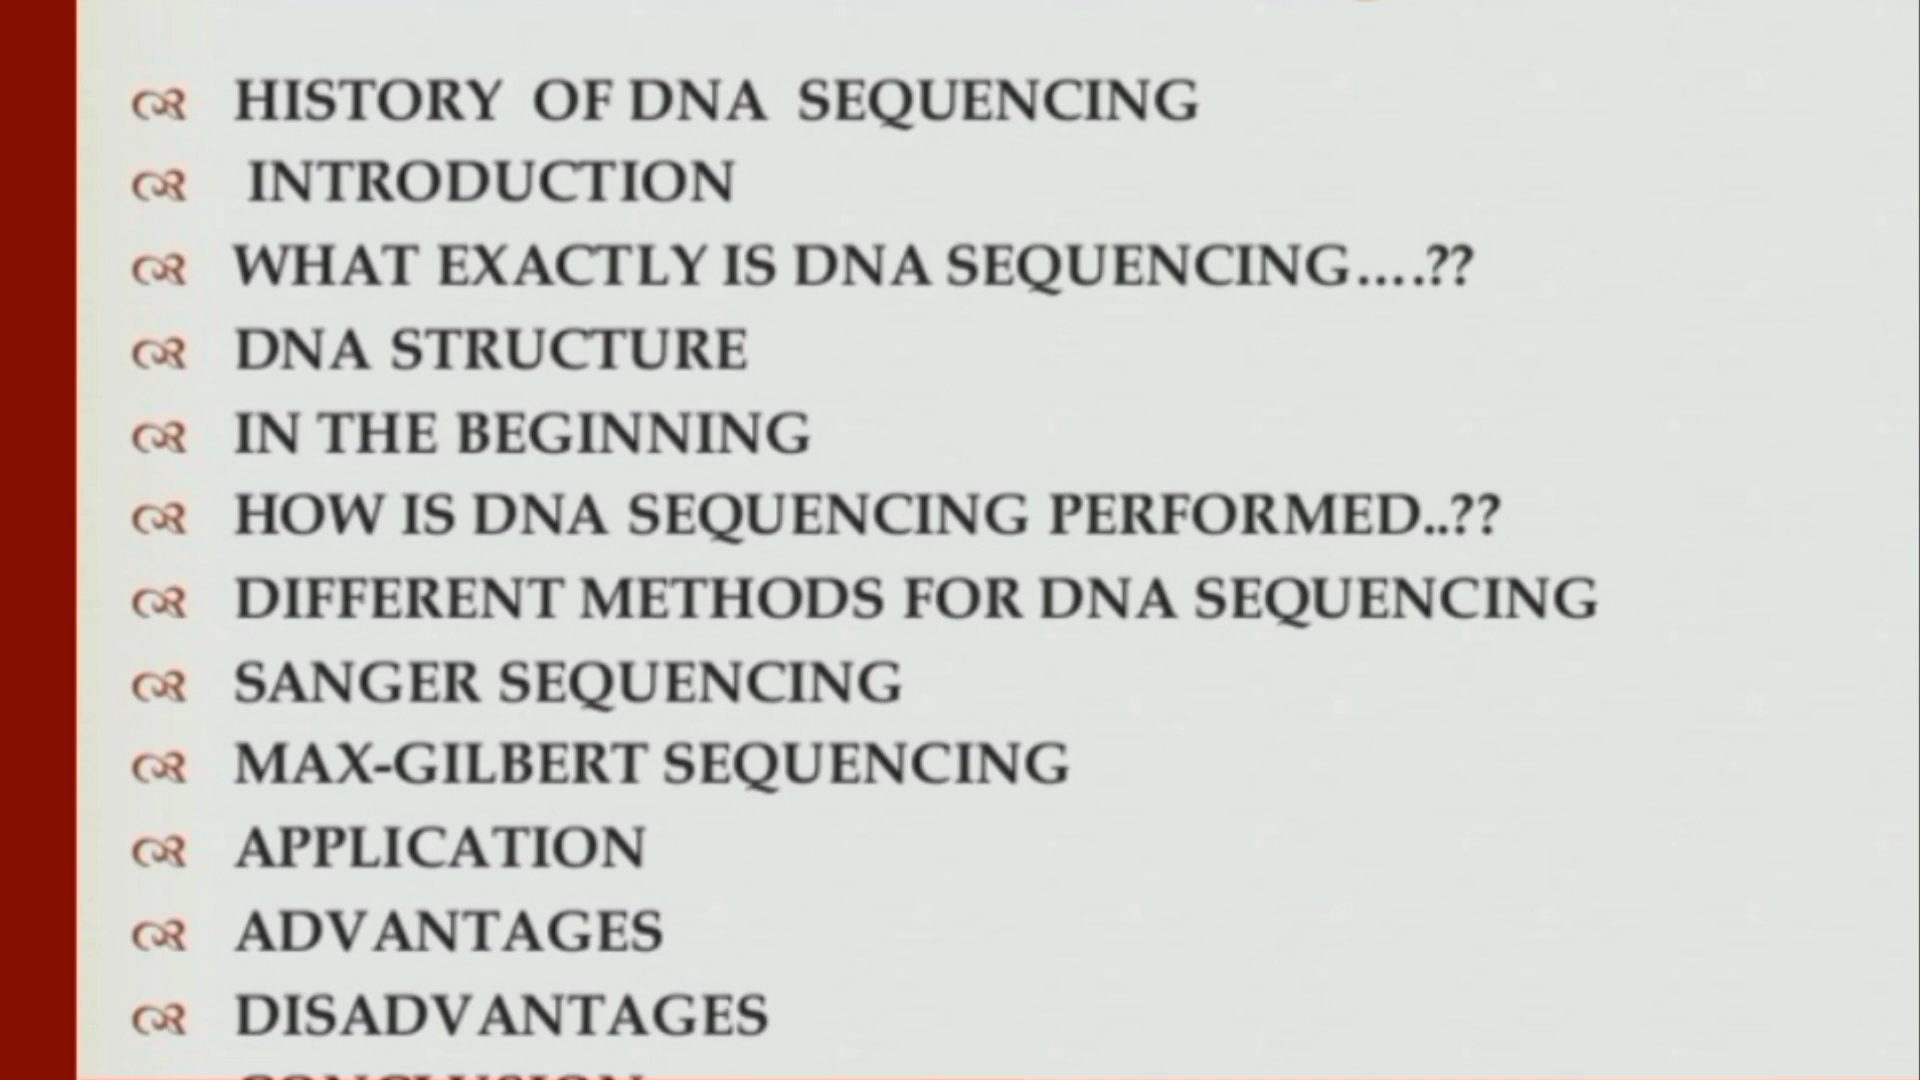 HISTORY OF DNA SEQUENCING
INTRODUCTION
WHAT EXACTLY IS DNA SEQUENCING....??
DNA STRUCTURE
IN THE BEGINNING
HOW IS DNA SEQUENCING PERFORMED..??
DIFFERENT METHODS FOR DNA SEQUENCING
SANGER SEQUENCING
MAX-GILBERT SEQUENCING
APPLICATION
ADVANTAGES
DISADVANTAGES
CONCLUSION